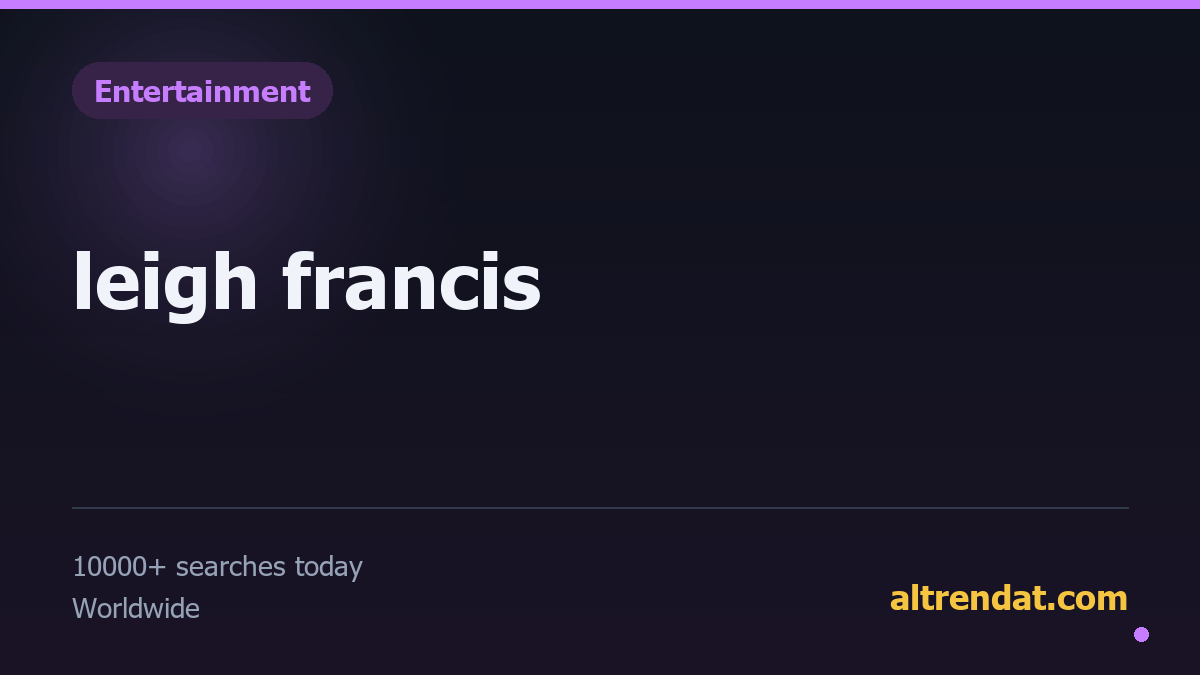 Entertainment
leigh francis
10000+ searches today
Worldwide
altrendat.com